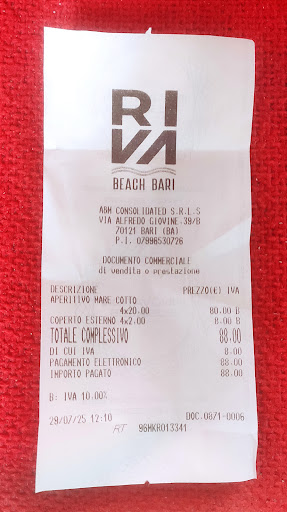 RI
VA
BEACH BARI
A&M CONSOLIDATED S.R.L.S
VIA ALFREDO GIOVINE 39/B
70121 BARI (BA)
P.I. 07996530726
DOCUMENTO COMMERCIALE
di vendita o prestazione
DESCRIZIONE PREZZO(€) IVA
APERITIVO MARE COTTO
4x20.00 80.00 B
COPERTO ESTERNO 4x2.00 8.00 B
TOTALE COMPLESSIVO 88.00
DI CUI IVA 8.00
PAGAMENTO ELETTRONICO 88.00
IMPORTO PAGATO 88.00
B: IVA 10.00%
29/07/25 12:10 DOC.0871-0006
RT 96MKR013341